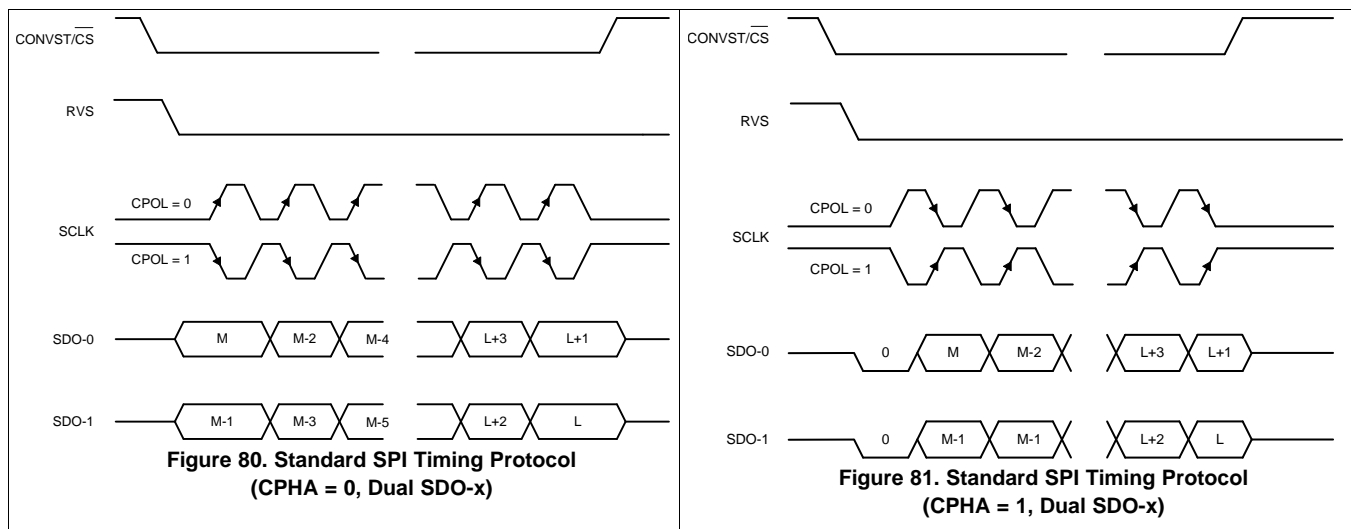 CONVST/CS
RVS
CPOL = 0
SCLK
CPOL = 1
SDO-0 M M-2 M-4 L+3 L+1
SDO-1 M-1 M-3 M-5 L+2 L
Figure 80. Standard SPI Timing Protocol
(CPHA = 0, Dual SDO-x)
CONVST/CS
RVS
CPOL = 0
SCLK
CPOL = 1
SDO-0 0 M M-2 L+3 L+1
SDO-1 0 M-1 M-1 L+2 L
Figure 81. Standard SPI Timing Protocol
(CPHA = 1, Dual SDO-x)